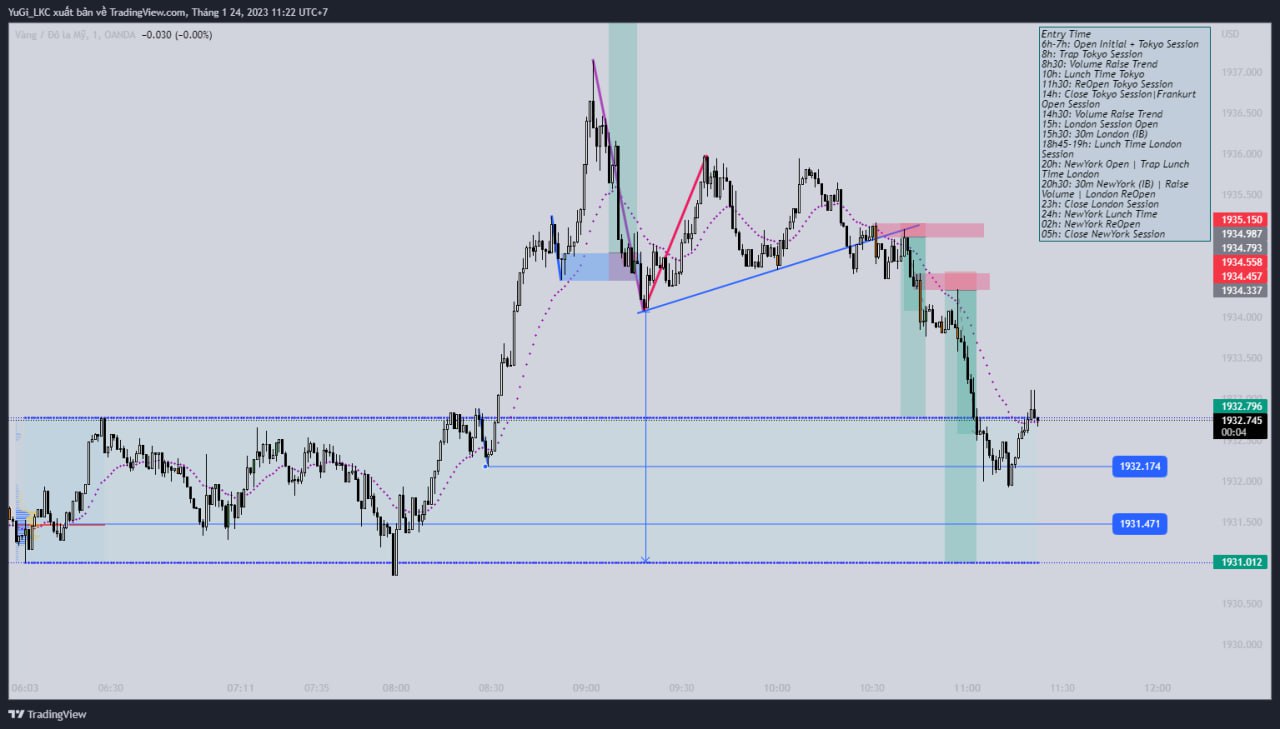 YuGi_LKC xuất bản về TradingView.com, Tháng 1 24, 2023 11:22 UTC+7
Vàng / Đô la Mỹ, 1, OANDA −0.030 (−0.00%)
Entry Time
6h-7h: Open Initial + Tokyo Session
8h: Trap Tokyo Session
8h30: Volume Raise Trend
10h: Lunch Time Tokyo
11h30: ReOpen Tokyo Session
14h: Close Tokyo Session|Frankurt
Open Session
14h30: Volume Raise Trend
15h: London Session Open
15h30: 30m London (IB)
18h45-19h: Lunch Time London
Session
20h: NewYork Open | Trap Lunch
Time London
20h30: 30m NewYork (IB) | Raise
Volume | London ReOpen
23h: Close London Session
24h: NewYork Lunch Time
02h: NewYork ReOpen
05h: Close NewYork Session
USD
1937.000
1936.500
1936.000
1935.500
1935.150
1934.987
1934.793
1934.558
1934.457
1934.337
1934.000
1933.500
1932.796
1932.745
00:04
1932.174
1932.000
1931.500
1931.471
1931.012
1930.500
1930.000
06:03 06:30 07:11 07:35 08:00 08:30 09:00 09:30 10:00 10:30 11:00 11:30 12:00
TradingView